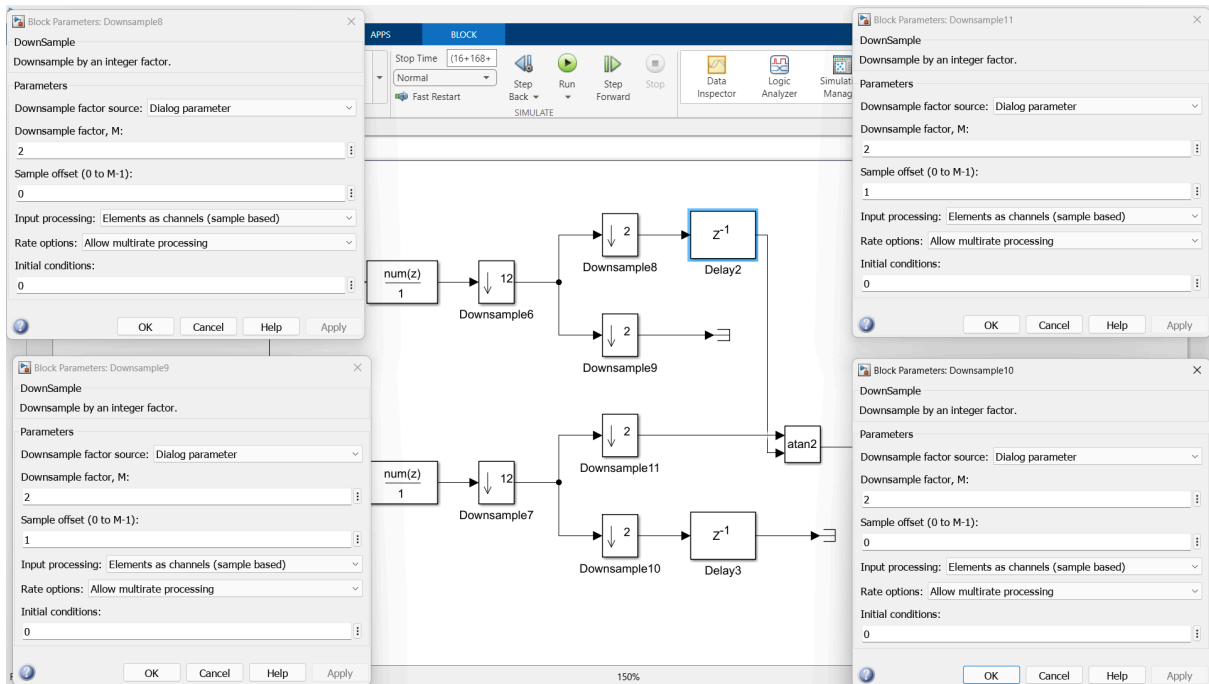 Block Parameters: Downsample8
DownSample
Downsample by an integer factor.
Parameters
Downsample factor source: Dialog parameter
Downsample factor, M:
2
Sample offset (0 to M-1):
0
Input processing: Elements as channels (sample based)
Rate options: Allow multirate processing
Initial conditions:
0
OK Cancel Help Apply
APPS BLOCK
Stop Time (16+168+
Normal
Fast Restart
Step Back
Run
Step Forward
Stop
SIMULATE
Data Inspector
Logic Analyzer
Block Parameters: Downsample11
DownSample
Downsample by an integer factor.
Parameters
Downsample factor source: Dialog parameter
Downsample factor, M:
2
Sample offset (0 to M-1):
1
Input processing: Elements as channels (sample based)
Rate options: Allow multirate processing
Initial conditions:
0
OK Cancel Help Apply
num(z)
1
12
Downsample6
2
Downsample8
z-1
Delay2
2
Downsample9
2
Downsample11
atan2
num(z)
1
12
Downsample7
2
Downsample10
z-1
Delay3
Block Parameters: Downsample9
DownSample
Downsample by an integer factor.
Parameters
Downsample factor source: Dialog parameter
Downsample factor, M:
2
Sample offset (0 to M-1):
1
Input processing: Elements as channels (sample based)
Rate options: Allow multirate processing
Initial conditions:
0
OK Cancel Help Apply
Block Parameters: Downsample10
DownSample
Downsample by an integer factor.
Parameters
Downsample factor source: Dialog parameter
Downsample factor, M:
2
Sample offset (0 to M-1):
0
Input processing: Elements as channels (sample based)
Rate options: Allow multirate processing
Initial conditions:
0
OK Cancel Help Apply
150%